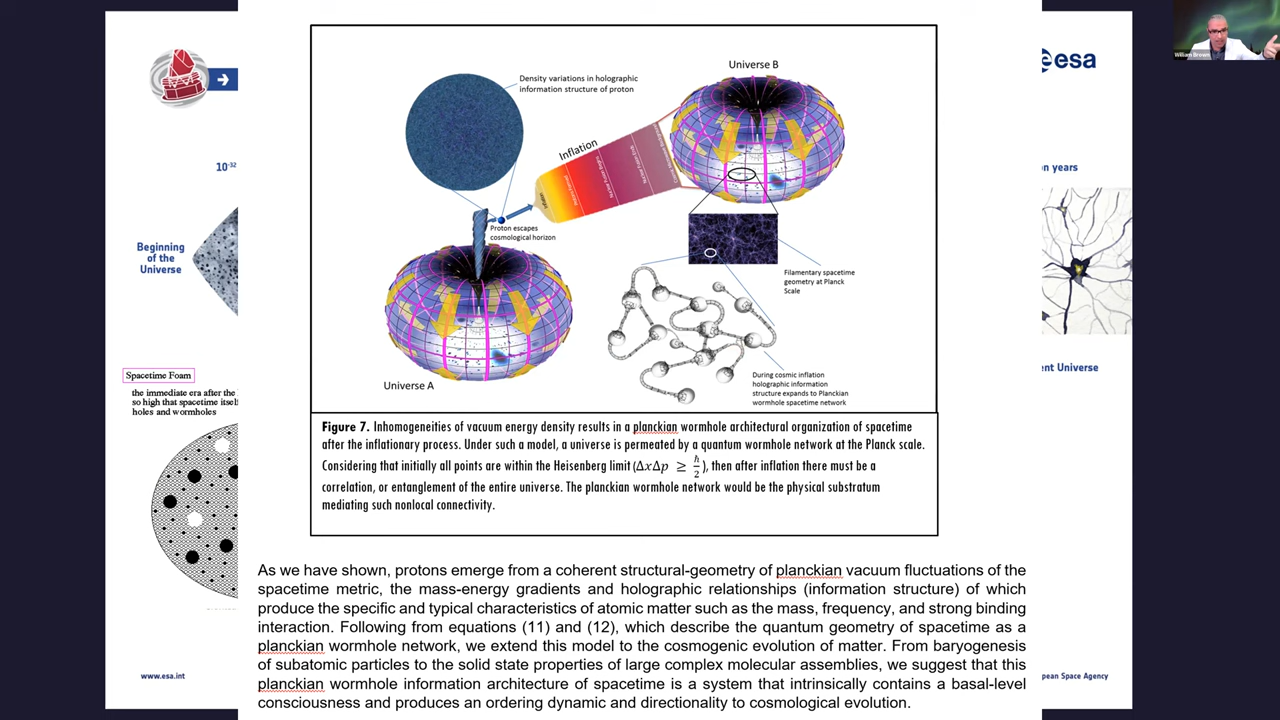 William Brown
esa
Universe B
Density variations in holographic
information structure of proton
Inflation
10-32
on years
Proton escapes
cosmological horizon
Beginning
of the
Universe
Filamentary spacetime
geometry at Planck
Scale
Universe A
During cosmic inflation
holographic information
structure expands to Planckian
wormhole spacetime network
ent Universe
Spacetime Foam
the immediate era after the
so high that spacetime itself
holes and wormholes
Figure 7. Inhomogeneities of vacuum energy density results in a planckian wormhole architectural organization of spacetime
after the inflationary process. Under such a model, a universe is permeated by a quantum wormhole network at the Planck scale.
Considering that initially all points are within the Heisenberg limit (ΔxΔp ≥ ħ/2), then after inflation there must be a
correlation, or entanglement of the entire universe. The planckian wormhole network would be the physical substratum
mediating such nonlocal connectivity.
As we have shown, protons emerge from a coherent structural-geometry of planckian vacuum fluctuations of the
spacetime metric, the mass-energy gradients and holographic relationships (information structure) of which
produce the specific and typical characteristics of atomic matter such as the mass, frequency, and strong binding
interaction. Following from equations (11) and (12), which describe the quantum geometry of spacetime as a
planckian wormhole network, we extend this model to the cosmogenic evolution of matter. From baryogenesis
of subatomic particles to the solid state properties of large complex molecular assemblies, we suggest that this
planckian wormhole information architecture of spacetime is a system that intrinsically contains a basal-level
consciousness and produces an ordering dynamic and directionality to cosmological evolution.
www.esa.int
pean Space Agency